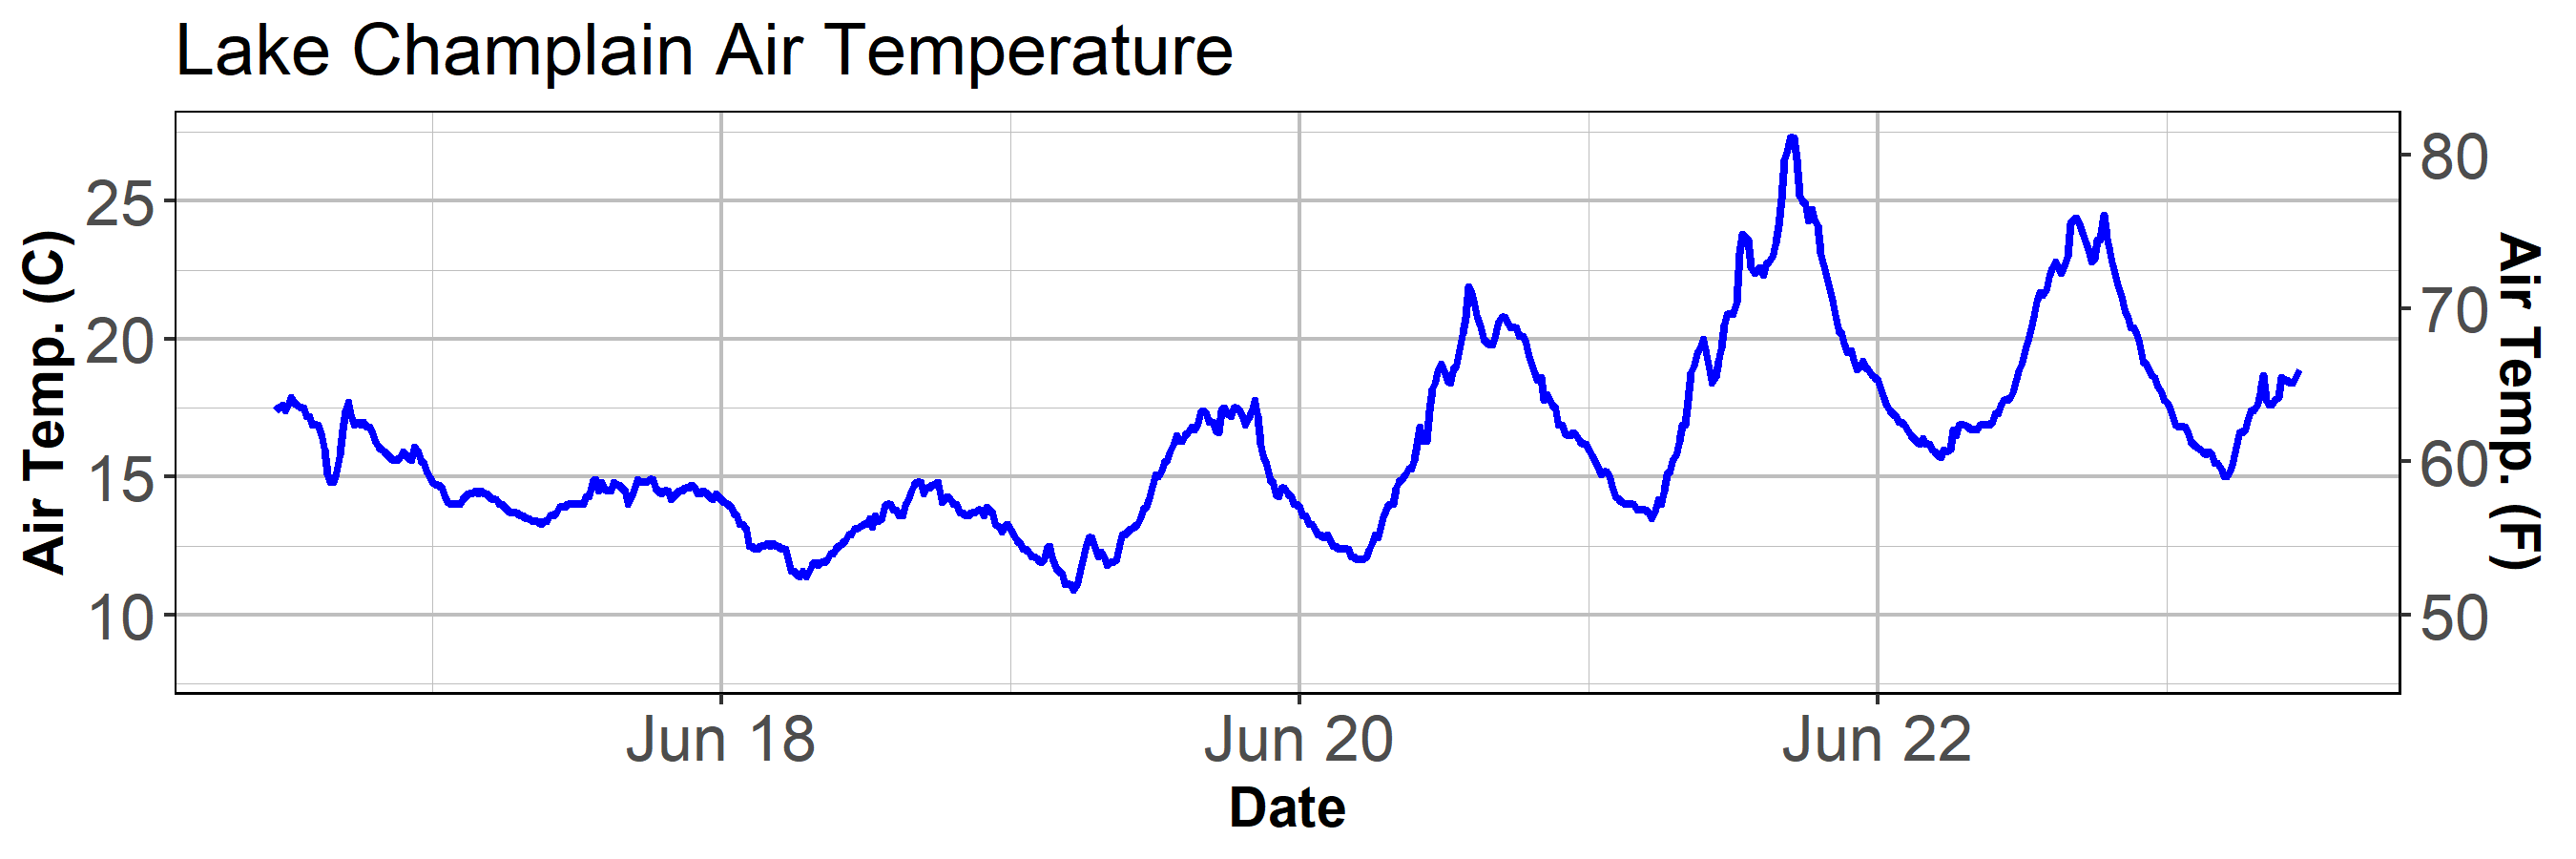 Lake Champlain Air Temperature
Air Temp. (C)
25
20
15
10
80
70
60
50
Air Temp. (F)
Jun 18
Jun 20
Jun 22
Date